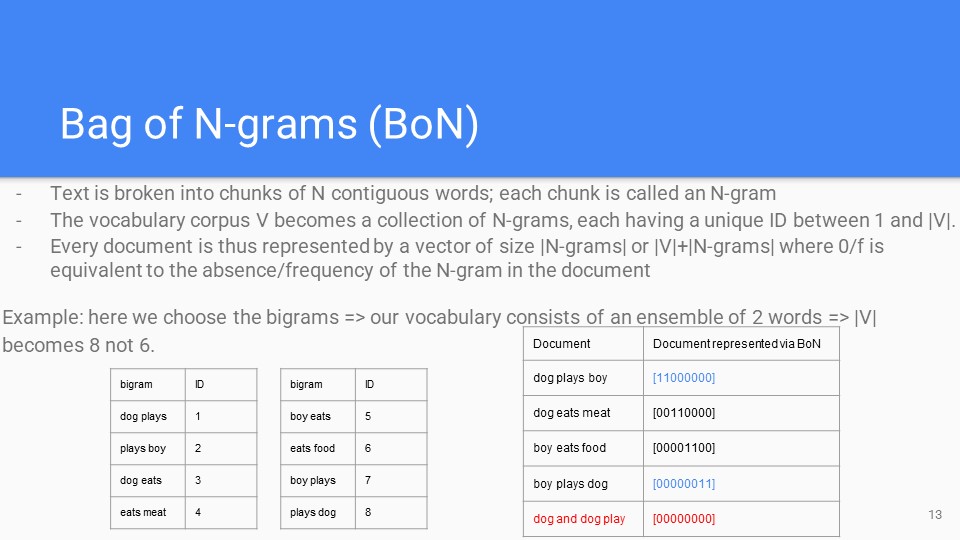 Bag of N-grams (BoN)
- Text is broken into chunks of N contiguous words; each chunk is called an N-gram
- The vocabulary corpus V becomes a collection of N-grams, each having a unique ID between 1 and |V|.
- Every document is thus represented by a vector of size |N-grams| or |V|+|N-grams| where 0/f is
equivalent to the absence/frequency of the N-gram in the document
Example: here we choose the bigrams => our vocabulary consists of an ensemble of 2 words => |V|
becomes 8 not 6.
bigram ID
dog plays 1
plays boy 2
dog eats 3
eats meat 4
bigram ID
boy eats 5
eats food 6
boy plays 7
plays dog 8
Document Document represented via BoN
dog plays boy [11000000]
dog eats meat [00110000]
boy eats food [00001100]
boy plays dog [00000011]
dog and dog play [00000000]
13